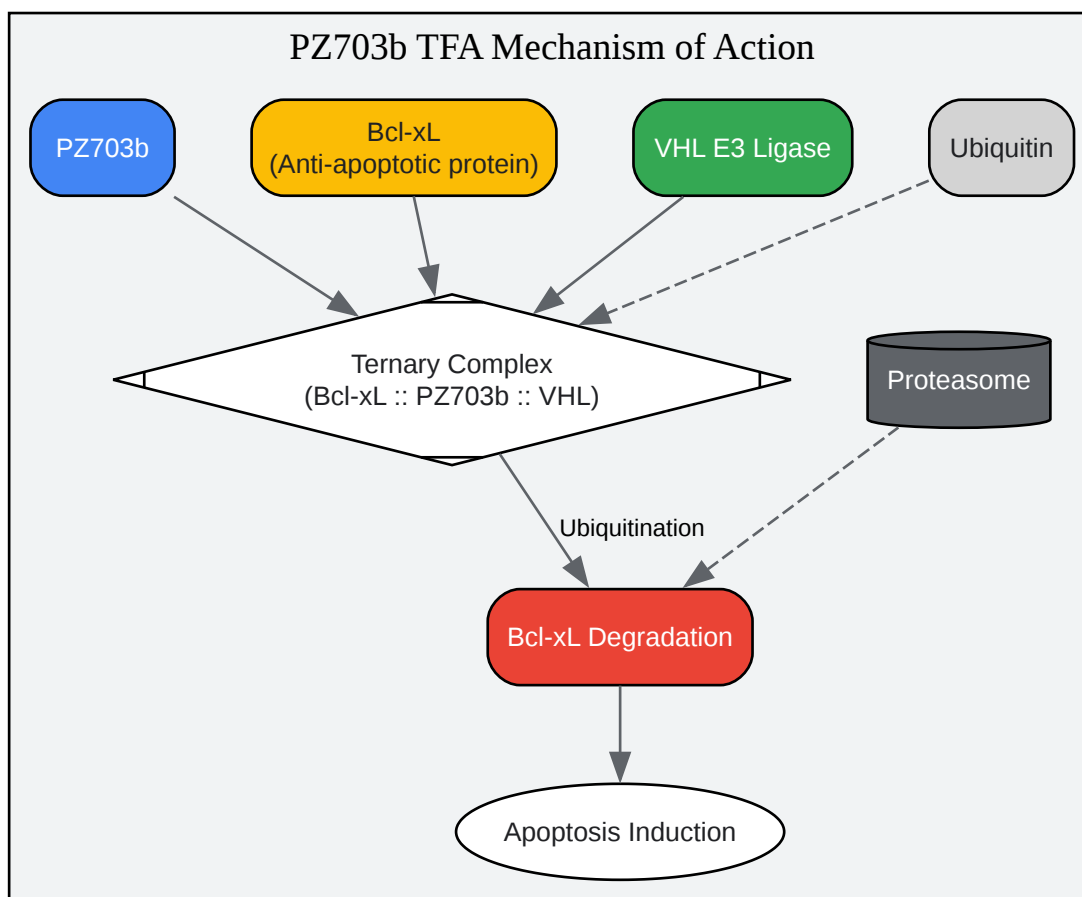 PZ703b TFA Mechanism of Action
PZ703b
Bcl-xL
(Anti-apoptotic protein)
VHL E3 Ligase
Ubiquitin
Ternary Complex
(Bcl-xL :: PZ703b :: VHL)
Proteasome
Ubiquitination
Bcl-xL Degradation
Apoptosis Induction